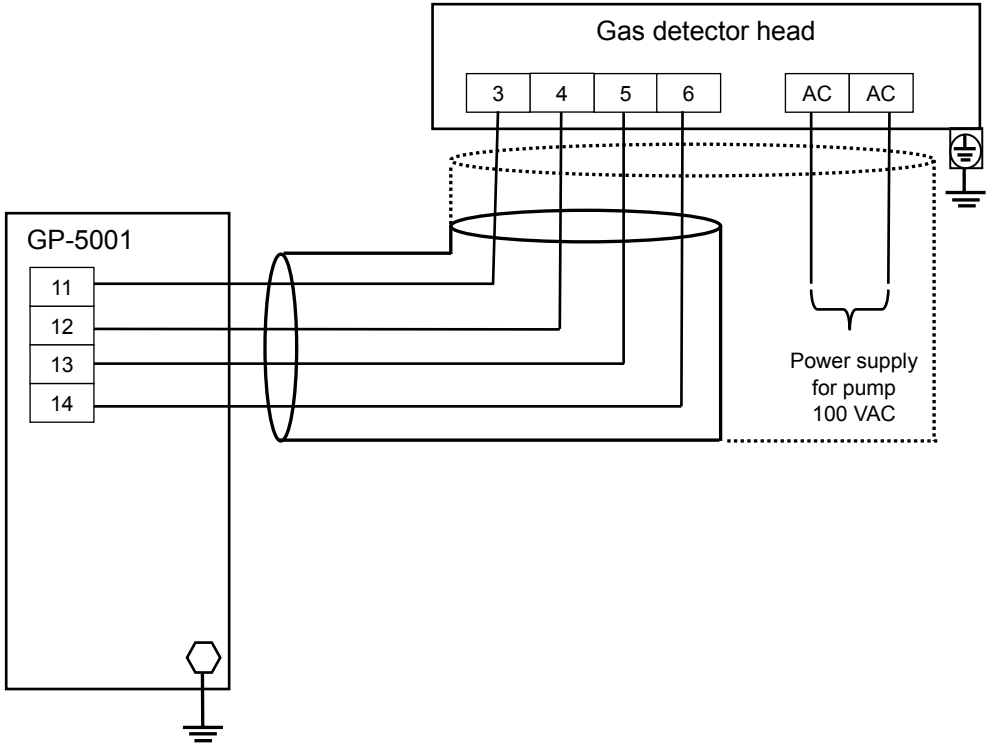 Gas detector head
3 4 5 6 AC AC
GP-5001
11
12
13
14
Power supply
for pump
100 VAC